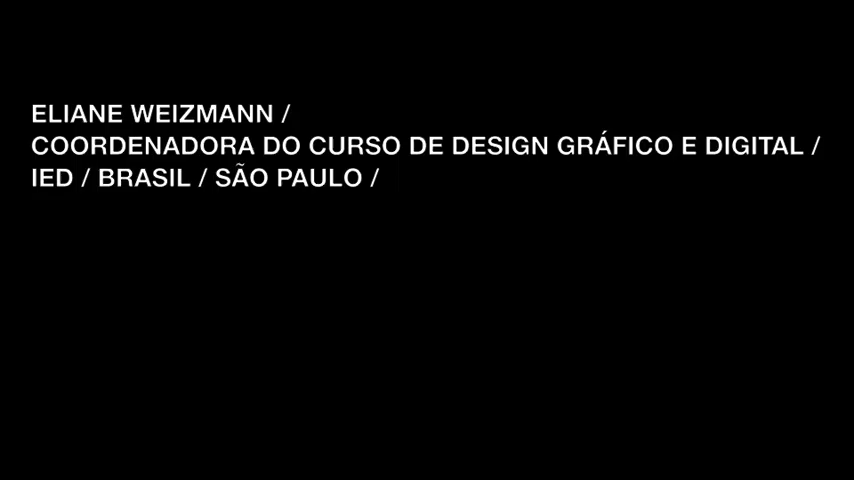 ELIANE WEIZMANN /
COORDENADORA DO CURSO DE DESIGN GRÁFICO E DIGITAL /
IED / BRASIL / SÃO PAULO /